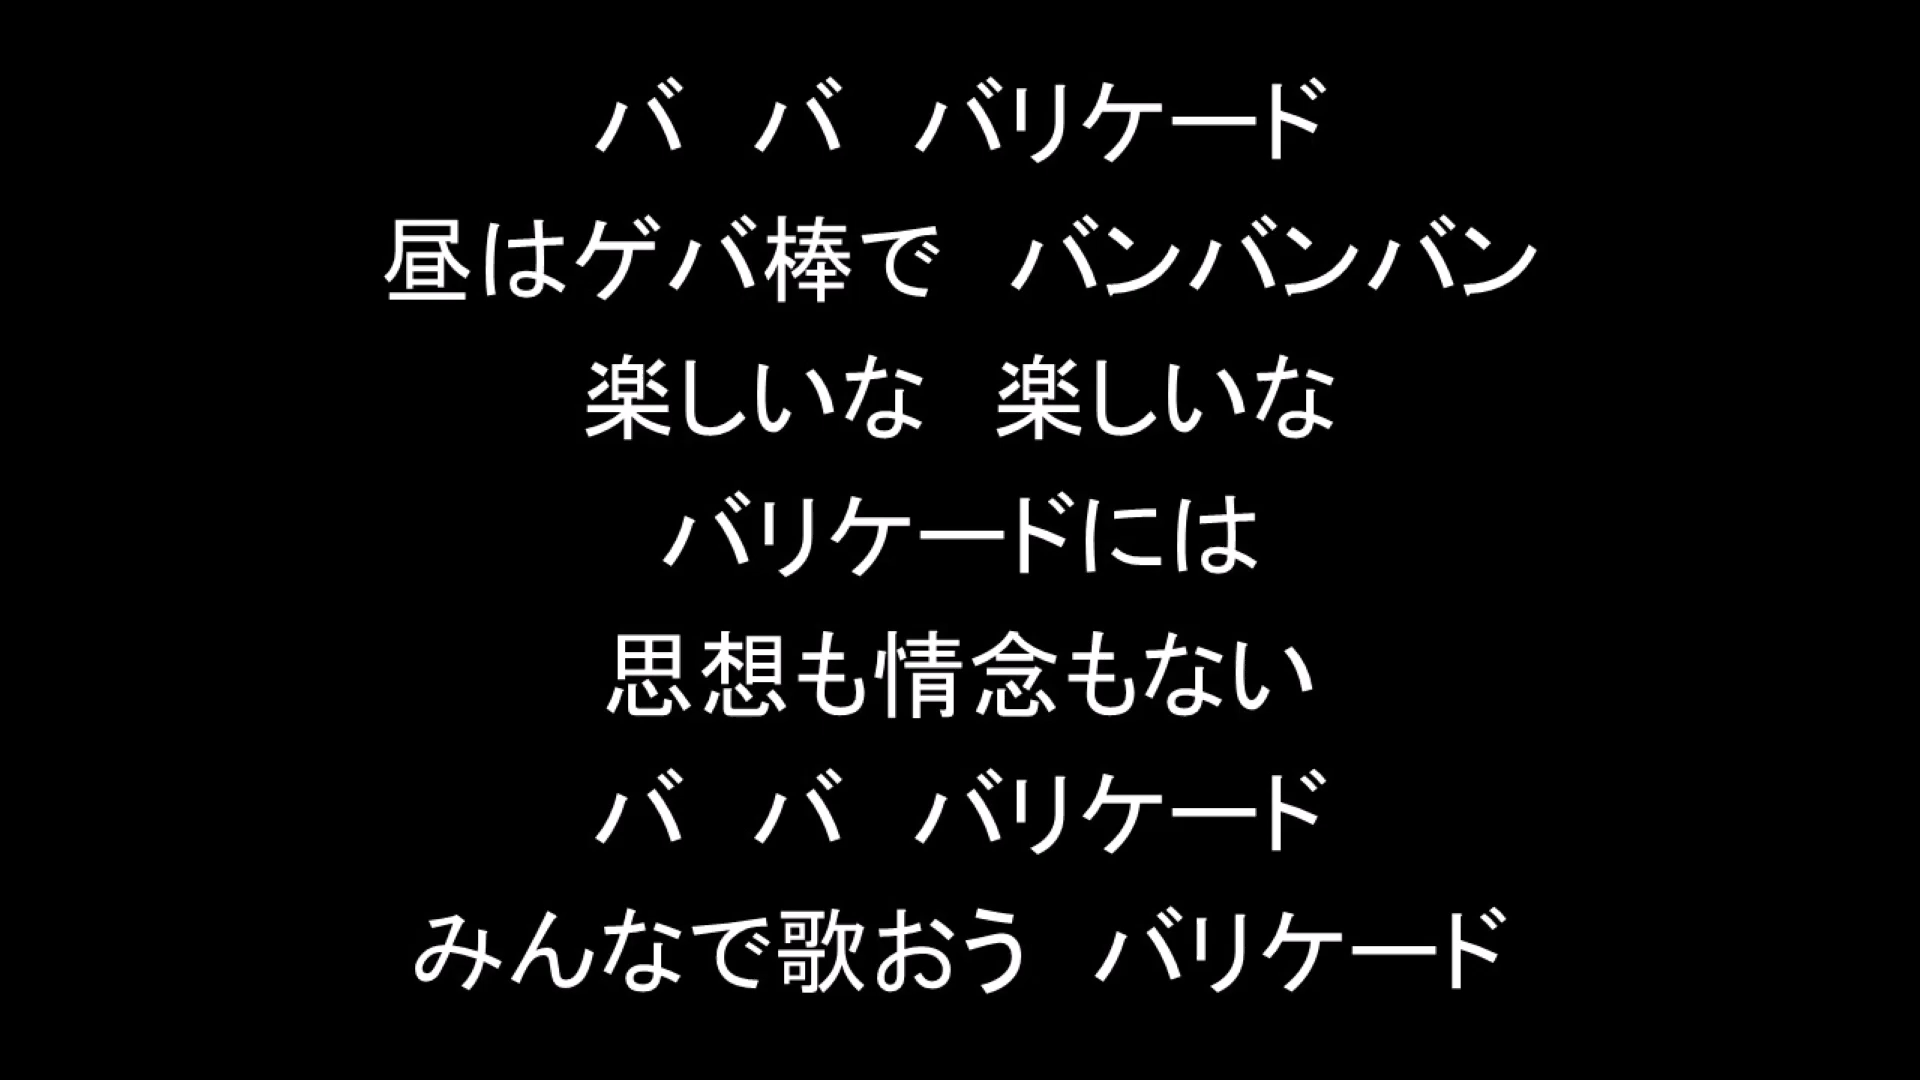 バ　バ　バリケード
昼はゲバ棒で　バンバンバン
楽しいな　楽しいな
バリケードには
思想も情念もない
バ　バ　バリケード
みんなで歌おう　バリケード